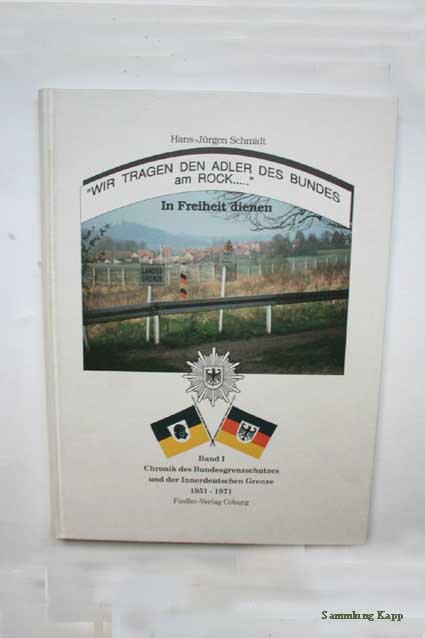 Hans-Jürgen Schmidt
"WIR TRAGEN DEN ADLER DES BUNDES
am ROCK....."
In Freiheit dienen
LANDES-
GRENZE
Band I
Chronik des Bundesgrenzschutzes
und der Innerdeutschen Grenze
1951 - 1971
Fiedler-Verlag Coburg
Sammlung Kapp